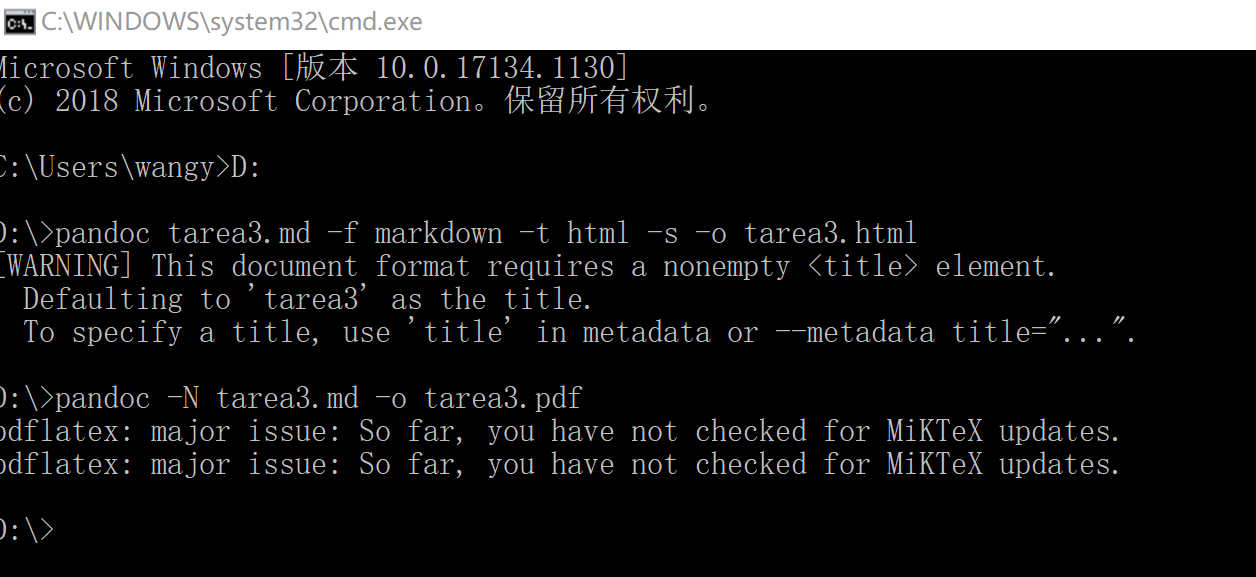 C:\WINDOWS\system32\cmd.exe
Microsoft Windows [版本 10.0.17134.1130]
(c) 2018 Microsoft Corporation。保留所有权利。
C:\Users\wangy>D:
D:\>pandoc tarea3.md -f markdown -t html -s -o tarea3.html
[WARNING] This document format requires a nonempty <title> element.
Defaulting to 'tarea3' as the title.
To specify a title, use 'title' in metadata or --metadata title="...".
D:\>pandoc -N tarea3.md -o tarea3.pdf
pdflatex: major issue: So far, you have not checked for MiKTeX updates.
pdflatex: major issue: So far, you have not checked for MiKTeX updates.
D:\>